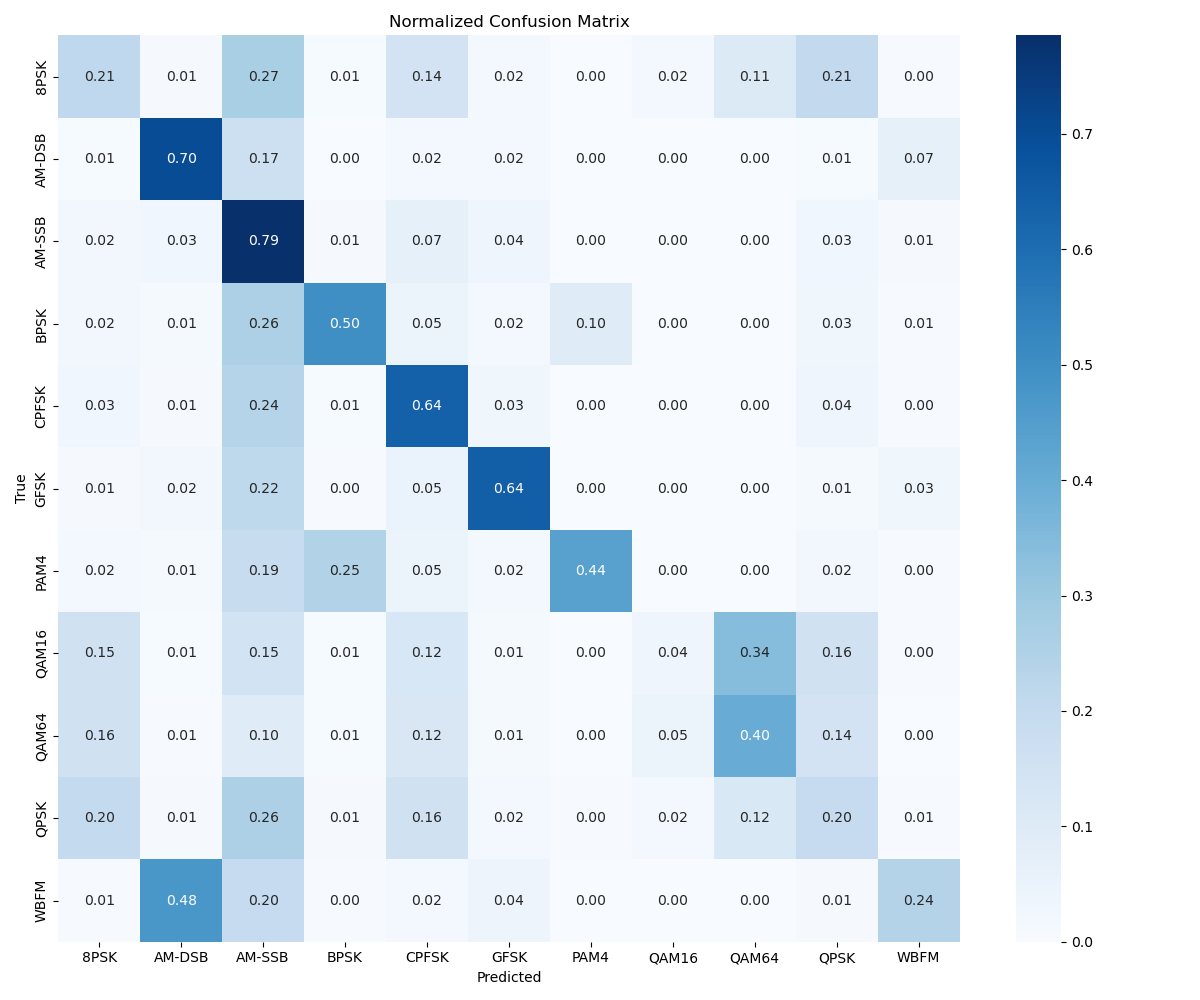 Normalized Confusion Matrix
True
8PSK 0.21 0.01 0.27 0.01 0.14 0.02 0.00 0.02 0.11 0.21 0.00
AM-DSB 0.01 0.70 0.17 0.00 0.02 0.02 0.00 0.00 0.00 0.01 0.07
AM-SSB 0.02 0.03 0.79 0.01 0.07 0.04 0.00 0.00 0.00 0.03 0.01
BPSK 0.02 0.01 0.26 0.50 0.05 0.02 0.10 0.00 0.00 0.03 0.01
CPFSK 0.03 0.01 0.24 0.01 0.64 0.03 0.00 0.00 0.00 0.04 0.00
GFSK 0.01 0.02 0.22 0.00 0.05 0.64 0.00 0.00 0.00 0.01 0.03
PAM4 0.02 0.01 0.19 0.25 0.05 0.02 0.44 0.00 0.00 0.02 0.00
QAM16 0.15 0.01 0.15 0.01 0.12 0.01 0.00 0.04 0.34 0.16 0.00
QAM64 0.16 0.01 0.10 0.01 0.12 0.01 0.00 0.05 0.40 0.14 0.00
QPSK 0.20 0.01 0.26 0.01 0.16 0.02 0.00 0.02 0.12 0.20 0.01
WBFM 0.01 0.48 0.20 0.00 0.02 0.04 0.00 0.00 0.00 0.01 0.24
8PSK AM-DSB AM-SSB BPSK CPFSK GFSK PAM4 QAM16 QAM64 QPSK WBFM
Predicted
0.7
0.6
0.5
0.4
0.3
0.2
0.1
0.0